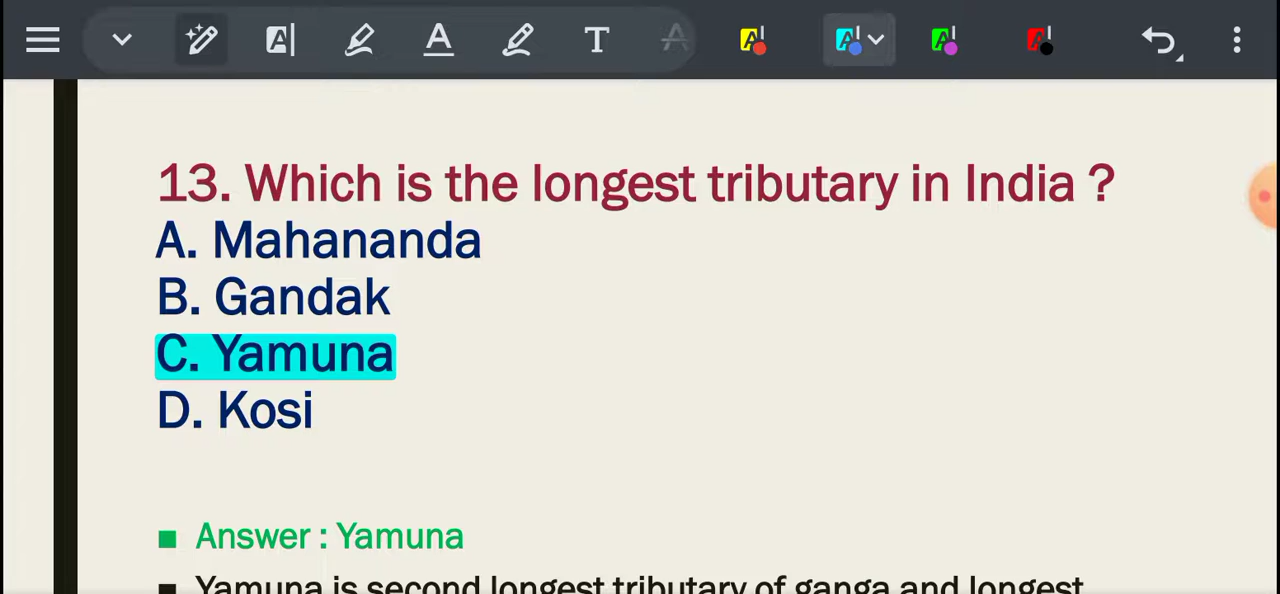 13. Which is the longest tributary in India ?
A. Mahananda
B. Gandak
C. Yamuna
D. Kosi
■ Answer : Yamuna
■ Yamuna is second longest tributary of ganga and longest